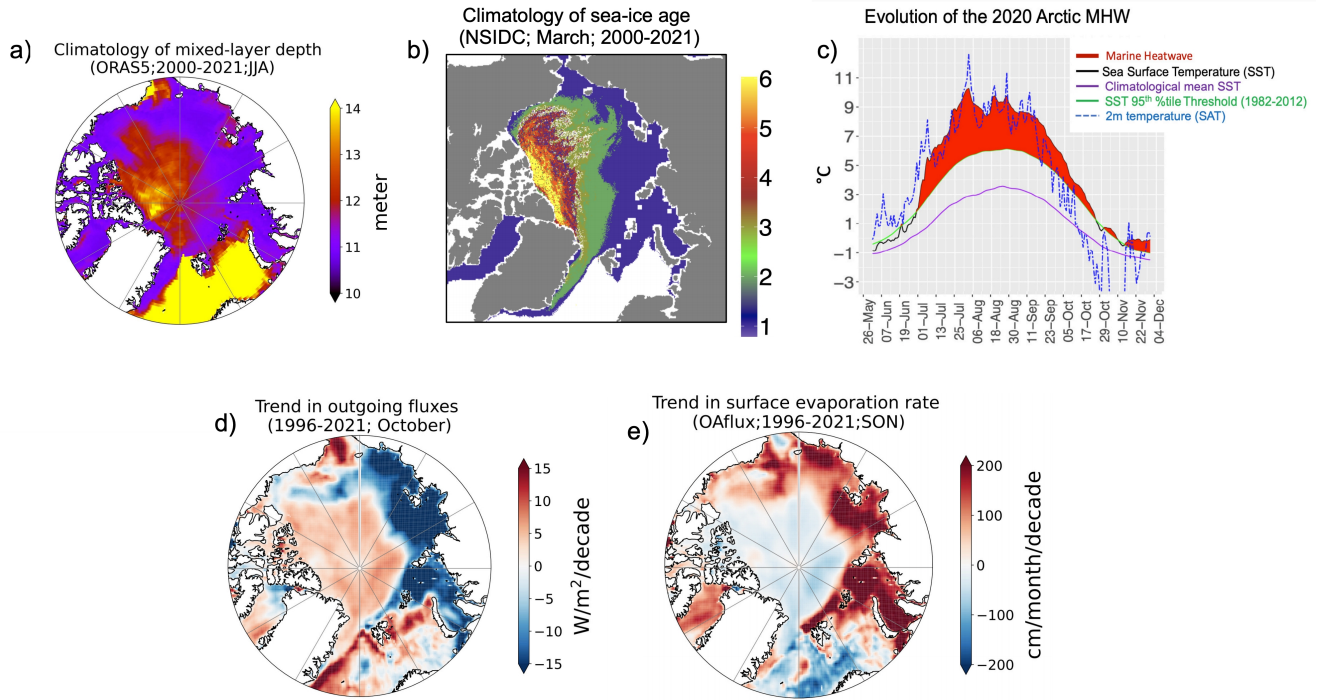 a)
Climatology of mixed-layer depth
(ORAS5;2000-2021;JJA)
14
13
12
11
10
meter
b)
Climatology of sea-ice age
(NSIDC; March; 2000-2021)
6
5
4
3
2
1
Evolution of the 2020 Arctic MHW
c)
Marine Heatwave
Sea Surface Temperature (SST)
Climatological mean SST
SST 95th %tile Threshold (1982-2012)
2m temperature (SAT)
°C
11
9
7
5
3
1
−1
−3
26−May
07−Jun
19−Jun
01−Jul
13−Jul
25−Jul
06−Aug
18−Aug
30−Aug
11−Sep
23−Sep
05−Oct
17−Oct
29−Oct
10−Nov
22−Nov
04−Dec
d)
Trend in outgoing fluxes
(1996-2021; October)
15
10
5
0
−5
−10
−15
W/m²/decade
e)
Trend in surface evaporation rate
(OAflux;1996-2021;SON)
200
100
0
−100
−200
cm/month/decade